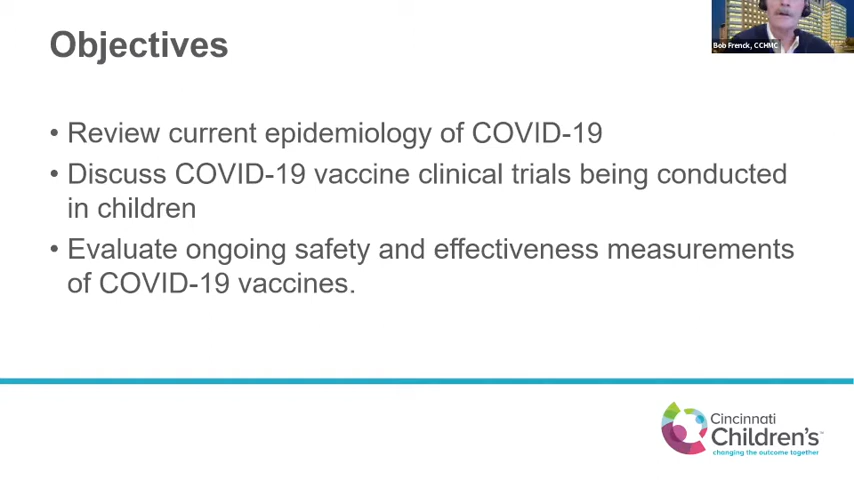 Objectives
Bob Frenck, CCHMC
• Review current epidemiology of COVID-19
• Discuss COVID-19 vaccine clinical trials being conducted
in children
• Evaluate ongoing safety and effectiveness measurements
of COVID-19 vaccines.
Cincinnati
Children's™
changing the outcome together